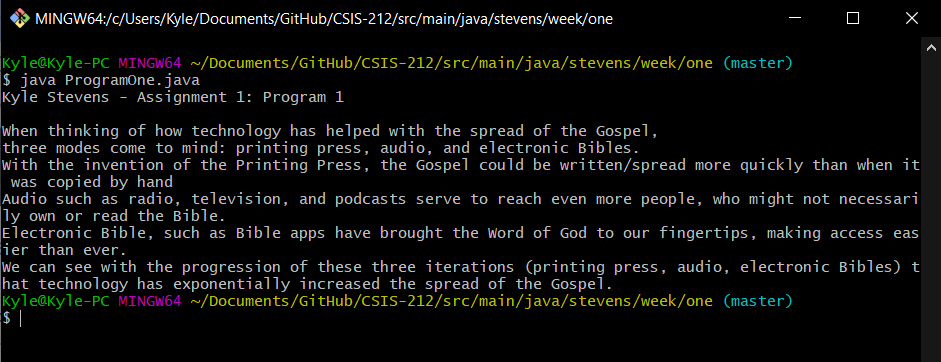 MINGW64:/c/Users/Kyle/Documents/GitHub/CSIS-212/src/main/java/stevens/week/one
Kyle@Kyle-PC MINGW64 ~/Documents/GitHub/CSIS-212/src/main/java/stevens/week/one (master)
$ java ProgramOne.java
Kyle Stevens - Assignment 1: Program 1
When thinking of how technology has helped with the spread of the Gospel,
three modes come to mind: printing press, audio, and electronic Bibles.
With the invention of the Printing Press, the Gospel could be written/spread more quickly than when it
was copied by hand
Audio such as radio, television, and podcasts serve to reach even more people, who might not necessari
ly own or read the Bible.
Electronic Bible, such as Bible apps have brought the Word of God to our fingertips, making access eas
ier than ever.
We can see with the progression of these three iterations (printing press, audio, electronic Bibles) t
hat technology has exponentially increased the spread of the Gospel.
Kyle@Kyle-PC MINGW64 ~/Documents/GitHub/CSIS-212/src/main/java/stevens/week/one (master)
$